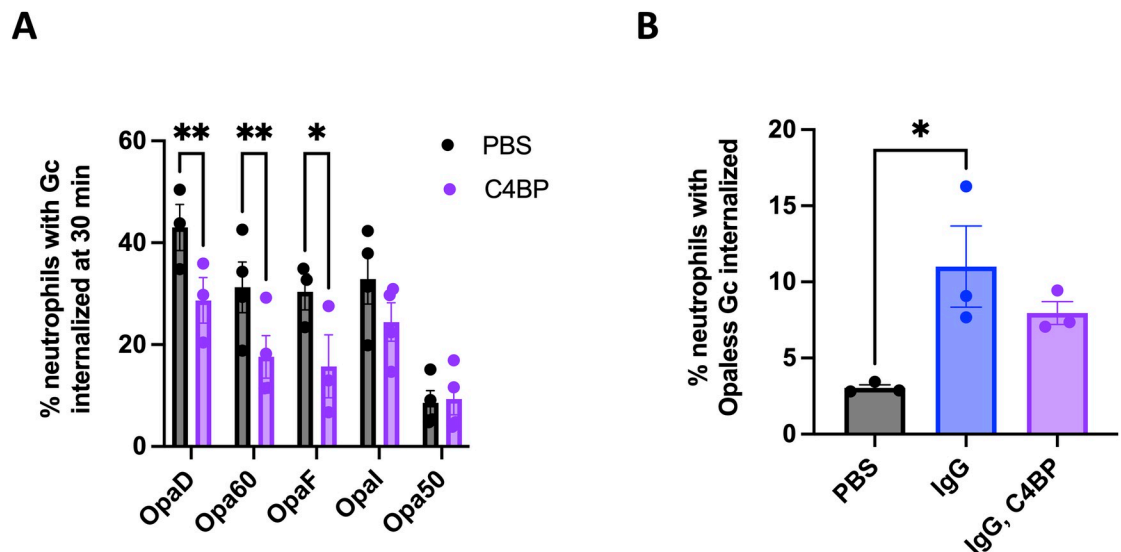 A
B
** ** *
60
40
20
0
% neutrophils with Gc
internalized at 30 min
PBS
C4BP
OpaD
Opa60
OpaF
OpaI
Opa50
*
20
15
10
5
0
% neutrophils with
Opaless Gc internalized
PBS
IgG
IgG, C4BP